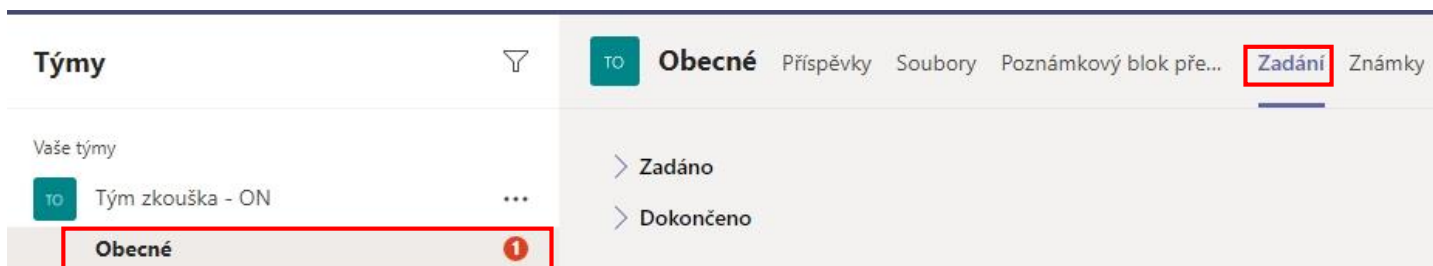 Týmy
TO Obecné Příspěvky Soubory Poznámkový blok pře... Zadání Známky
Vaše týmy
TO Tým zkouška - ON ...
Obecné 1
Zadáno
Dokončeno